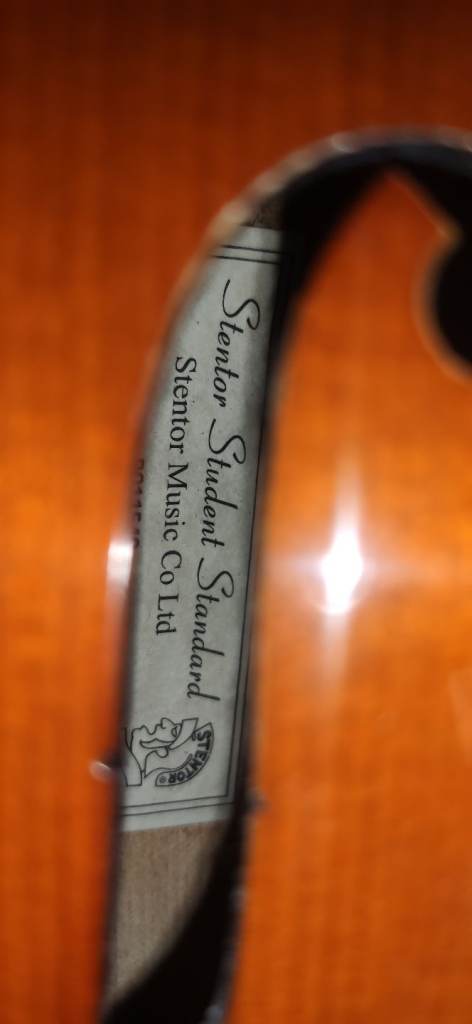 Stentor Student Standard
Stentor Music Co Ltd
STENTOR